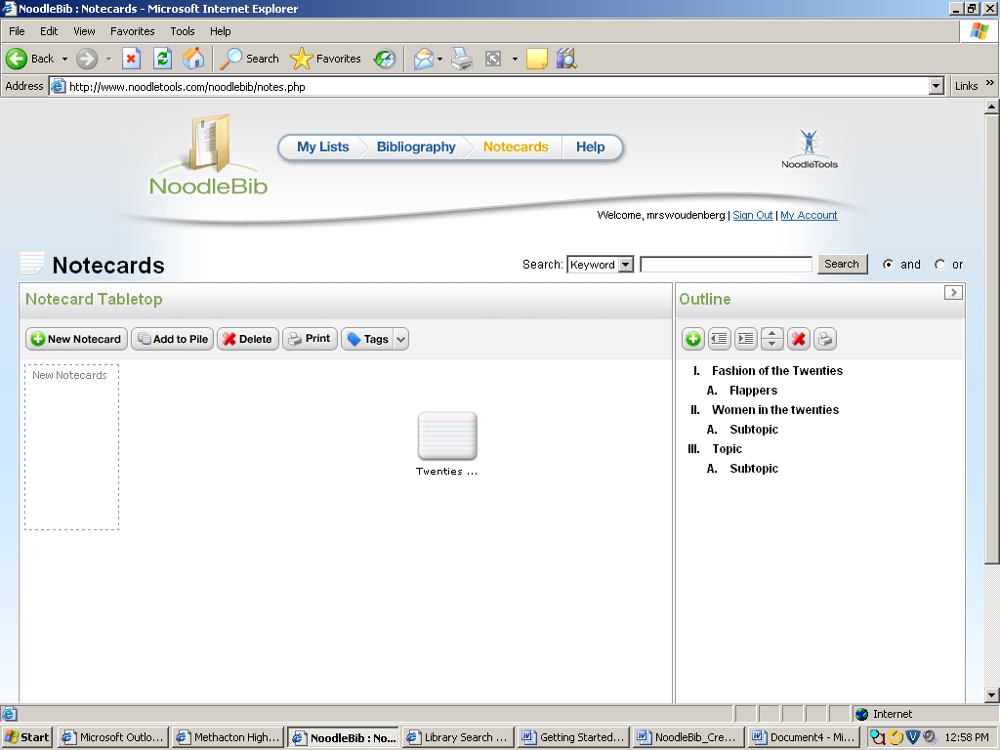 NoodleBib : Notecards - Microsoft Internet Explorer
File Edit View Favorites Tools Help
Back Search Favorites
Address http://www.noodletools.com/noodlebib/notes.php Links »
NoodleBib
My Lists Bibliography Notecards Help
NoodleTools
Welcome, mrswoudenberg | Sign Out | My Account
Notecards
Search: Keyword Search and or
Notecard Tabletop
New Notecard Add to Pile Delete Print Tags
New Notecards
Twenties ...
Outline
I. Fashion of the Twenties
A. Flappers
II. Women in the twenties
A. Subtopic
III. Topic
A. Subtopic
Internet
Start Microsoft Outlo... Methacton High... NoodleBib : No... Library Search ... Getting Started... NoodleBib_Cre... Document4 - Mi... 12:58 PM